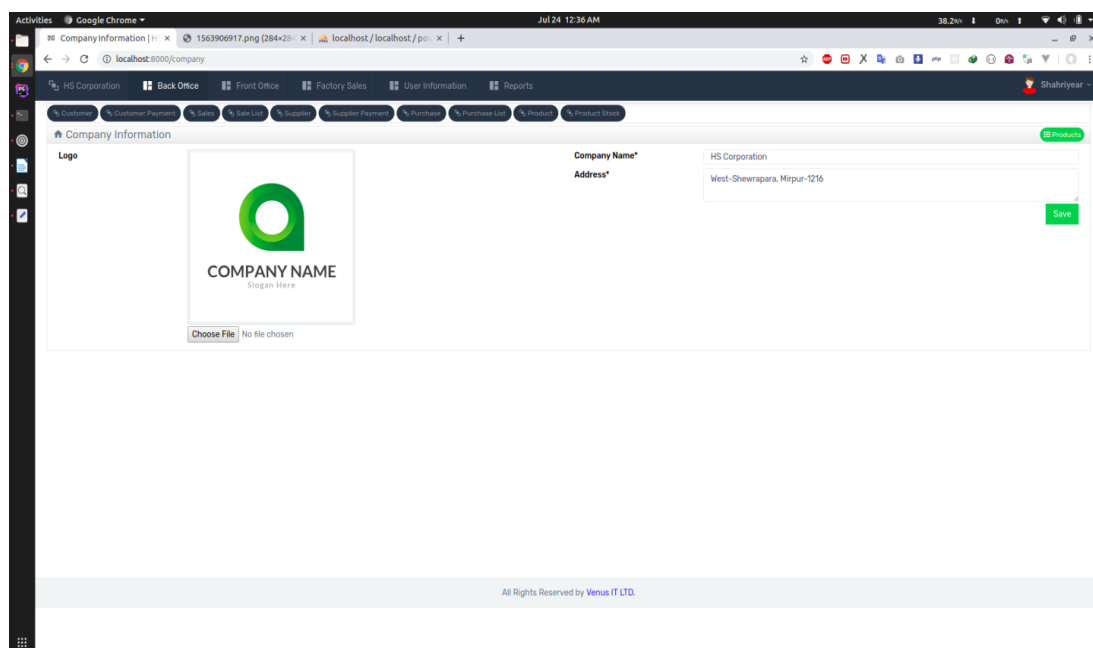 Activities Google Chrome Jul 24 12:36 AM
Company Information | H 1563906917.png (284×284 localhost / localhost / pos
localhost:8000/company
HS Corporation Back Office Front Office Factory Sales User Information Reports Shahriyear
Customer Customer Payment Sales Sale List Supplier Supplier Payment Purchase Purchase List Product Product Stock
Company Information Products
Logo Company Name* HS Corporation
Address* West-Shewrapara, Mirpur-1216
Save
COMPANY NAME
Slogan Here
Choose File No file chosen
All Rights Reserved by Venus IT LTD.